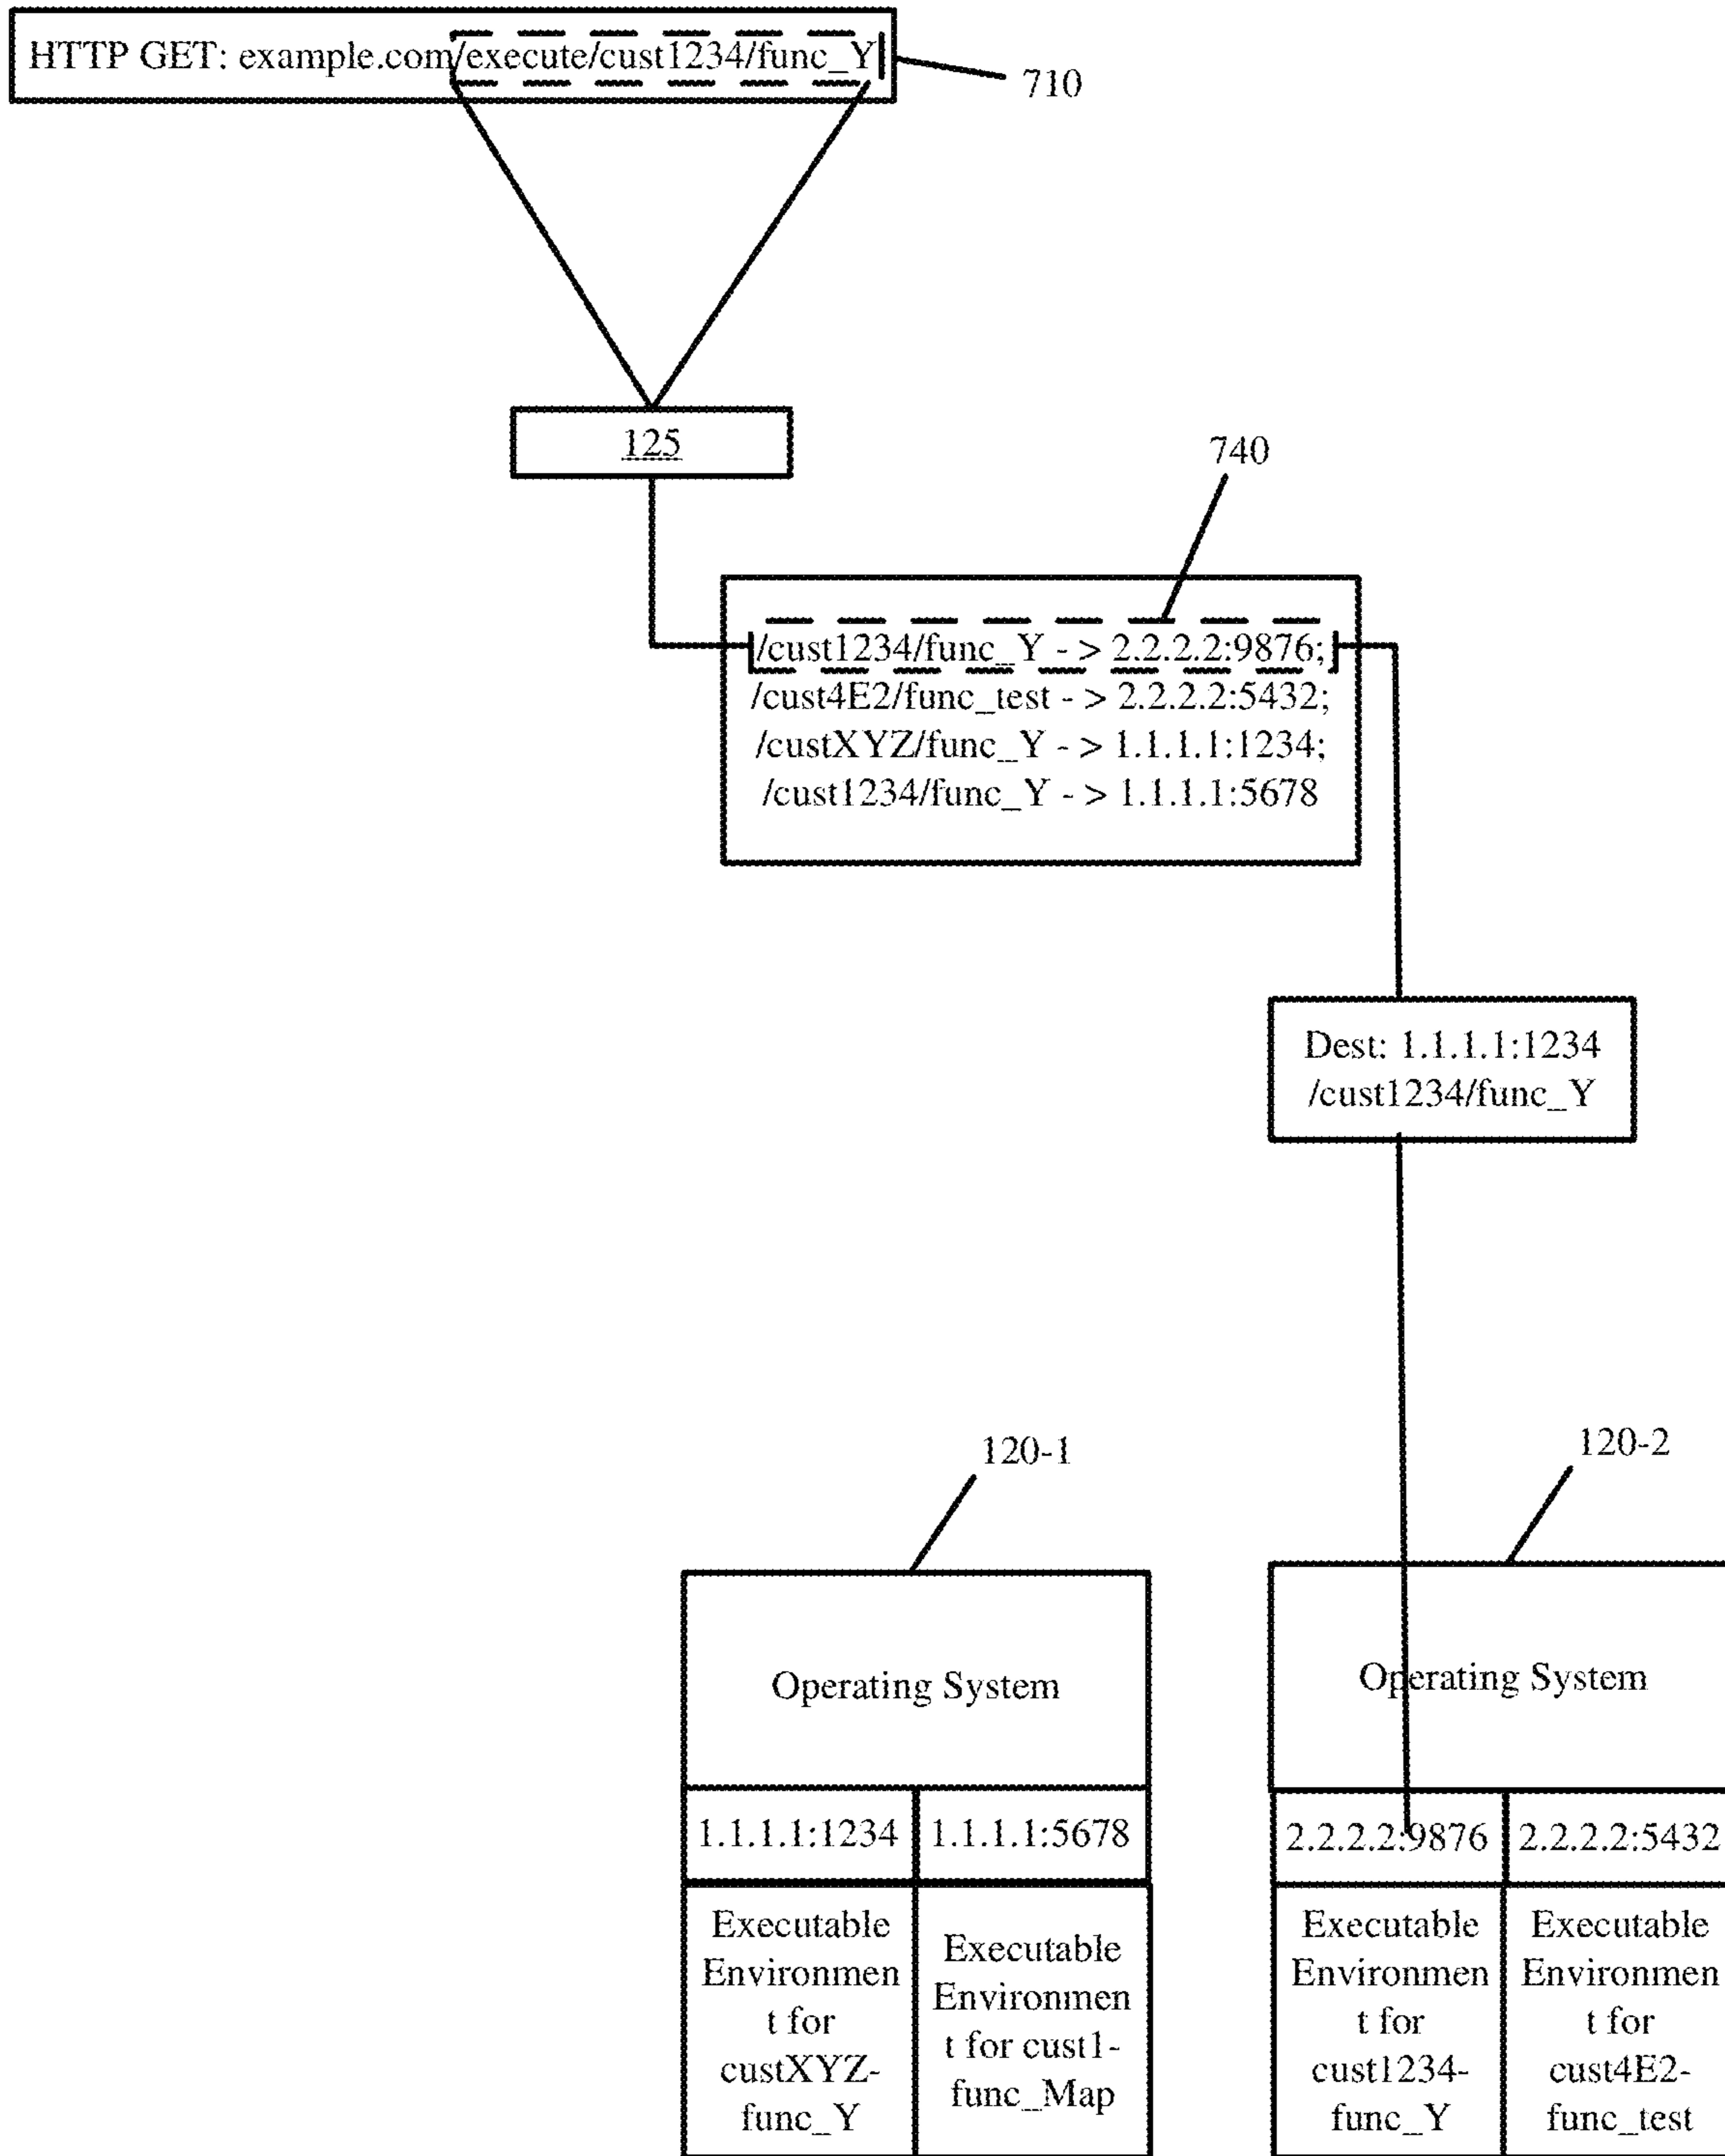 HTTP GET: example.com/execute/cust1234/func_Y
710
125
740
/cust1234/func_Y - > 2.2.2.2:9876;
/cust4E2/func_test - > 2.2.2.2:5432;
/custXYZ/func_Y - > 1.1.1.1:1234;
/cust1234/func_Y - > 1.1.1.1:5678
Dest: 1.1.1.1:1234
/cust1234/func_Y
120-1
120-2
Operating System
Operating System
1.1.1.1:1234
1.1.1.1:5678
2.2.2.2:9876
2.2.2.2:5432
Executable
Environmen
t for
custXYZ-
func_Y
Executable
Environmen
t for cust1-
func_Map
Executable
Environmen
t for
cust1234-
func_Y
Executable
Environmen
t for
cust4E2-
func_test